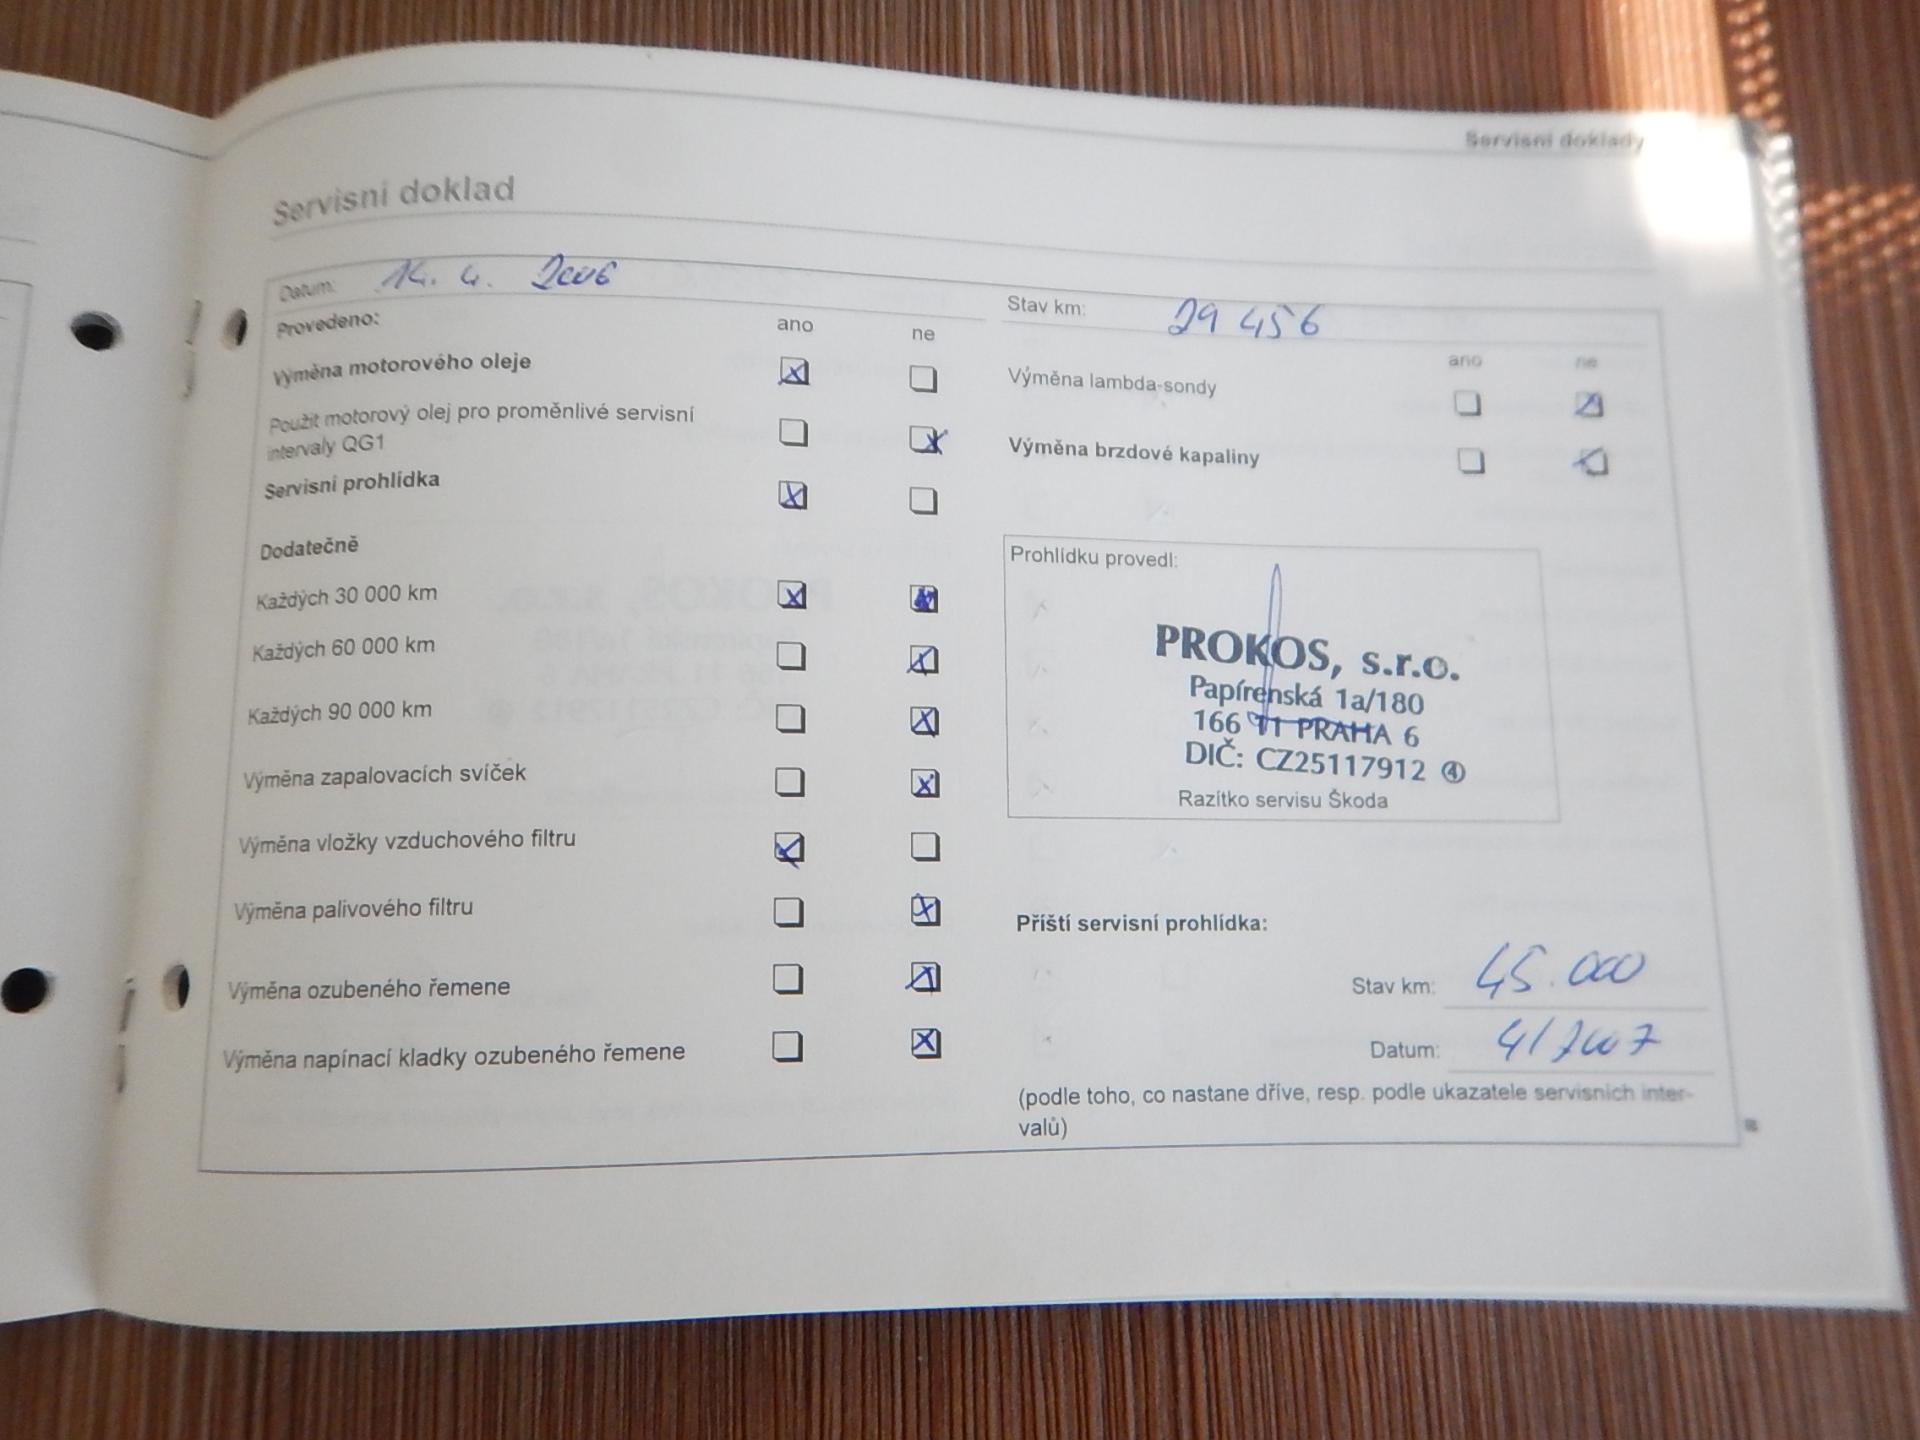 Servisní doklady
Servisní doklad
Datum: 14. 4. 2006
Stav km: 29 456
Provedeno: ano ne
ano ne
Výměna motorového oleje
Použit motorový olej pro proměnlivé servisní
intervaly QG1
Servisní prohlídka
Dodatečně
Každých 30 000 km
Každých 60 000 km
Každých 90 000 km
Výměna zapalovacích svíček
Výměna vložky vzduchového filtru
Výměna palivového filtru
Výměna ozubeného řemene
Výměna napínací kladky ozubeného řemene
Výměna lambda-sondy
Výměna brzdové kapaliny
Prohlídku provedl:
PROKOS, s.r.o.
Papírenská 1a/180
166 11 PRAHA 6
DIČ: CZ25117912 4
Razítko servisu Škoda
Příští servisní prohlídka:
Stav km: 45.000
Datum: 4/2007
(podle toho, co nastane dříve, resp. podle ukazatele servisních inter-
valů)